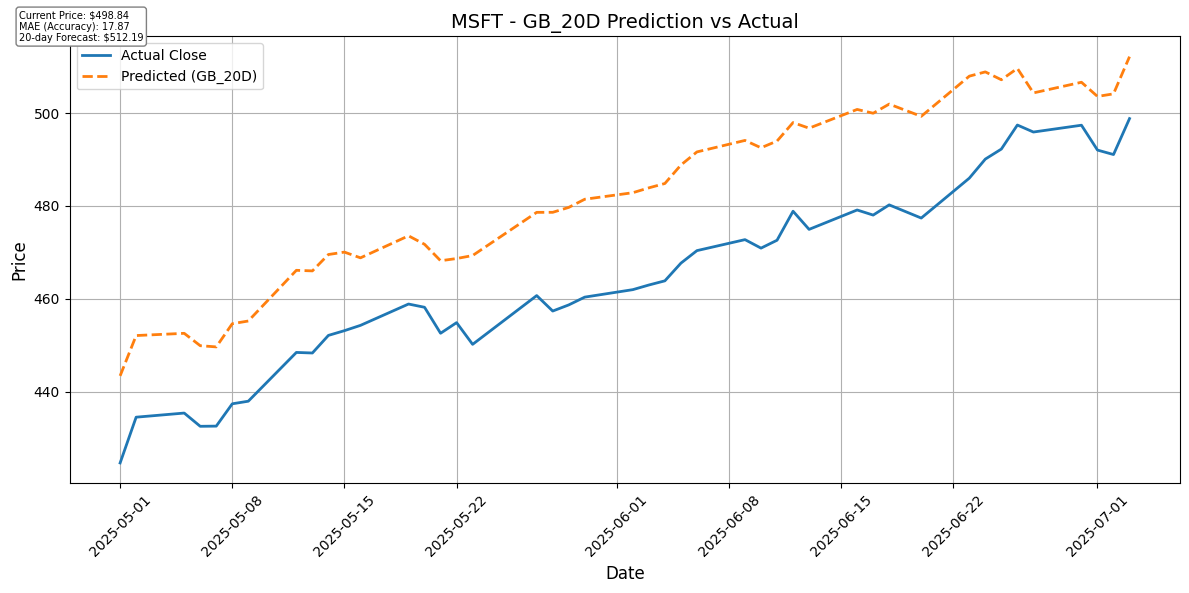 MSFT - GB_20D Prediction vs Actual
Current Price: $498.84
MAE (Accuracy): 17.87
20-day Forecast: $512.19
Actual Close
Predicted (GB_20D)
Price
500
480
460
440
2025-05-01
2025-05-08
2025-05-15
2025-05-22
2025-06-01
2025-06-08
2025-06-15
2025-06-22
2025-07-01
Date